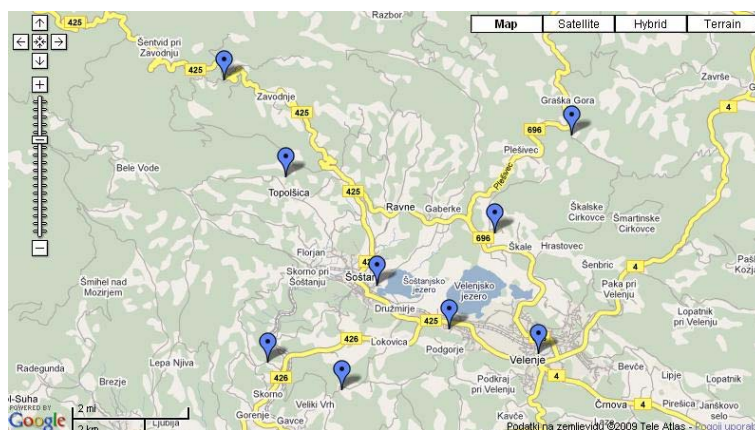 Map Satellite Hybrid Terrain
Razbor
425
Šentvid pri
Zavodnju
425
Zavodnje
425
Graška Gora
Završe
4
696
Plešivec
Plešivec
Bele Vode
Topolšica
425
Ravne
Gaberke
Škalske
Cirkovce
Šmartinske
Cirkovce
696
Škale
Hrastovec
Florjan
Skorno pri
Šoštanju
Šoštanj
Šoštanjsko
jezero
Velenjsko
jezero
Šenbric
4
Paka pri
Velenju
Šmihel nad
Mozirjem
Družmirje
425
426
Lokovica
Podgorje
Lopatnik
pri Velenju
Velenje
Radegunda
Brezje
Lepa Njiva
426
Skorno
Bevče
Lipje
Lopatnik
Podkraj
pri Velenju
4
2 mi
Veliki Vrh
Črnova
Janškovo
selo
POWERED BY
Google
Ljubija
Gorenje
Gavce
Kavče
2 km
Podatki na zemljevidu ©2009 Tele Atlas - Pogoji uporabe